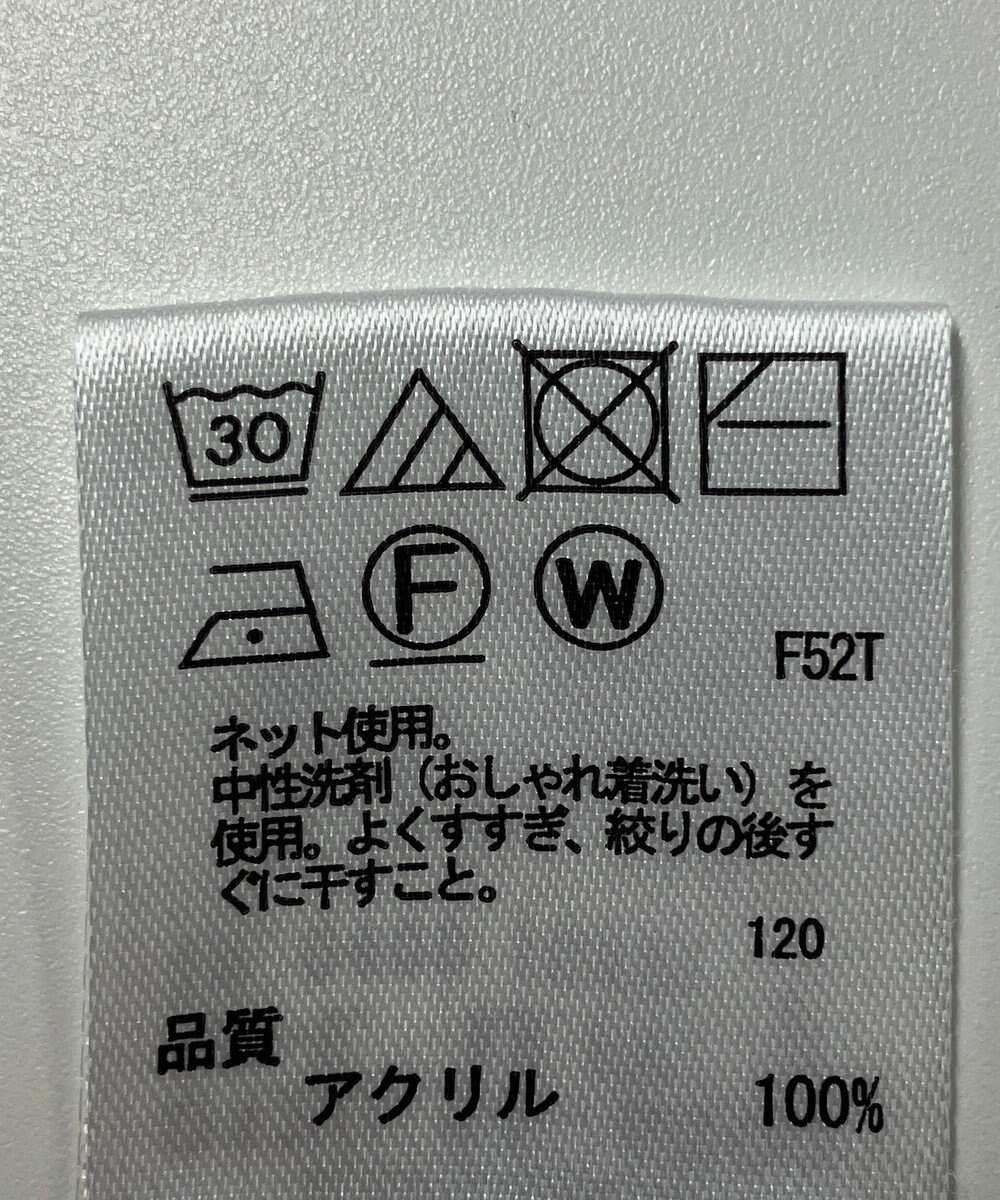 30
F W
F52T
ネット使用。
中性洗剤（おしゃれ着洗い）を
使用。よくすすぎ、絞りの後す
ぐに干すこと。
120
品質
アクリル 100%